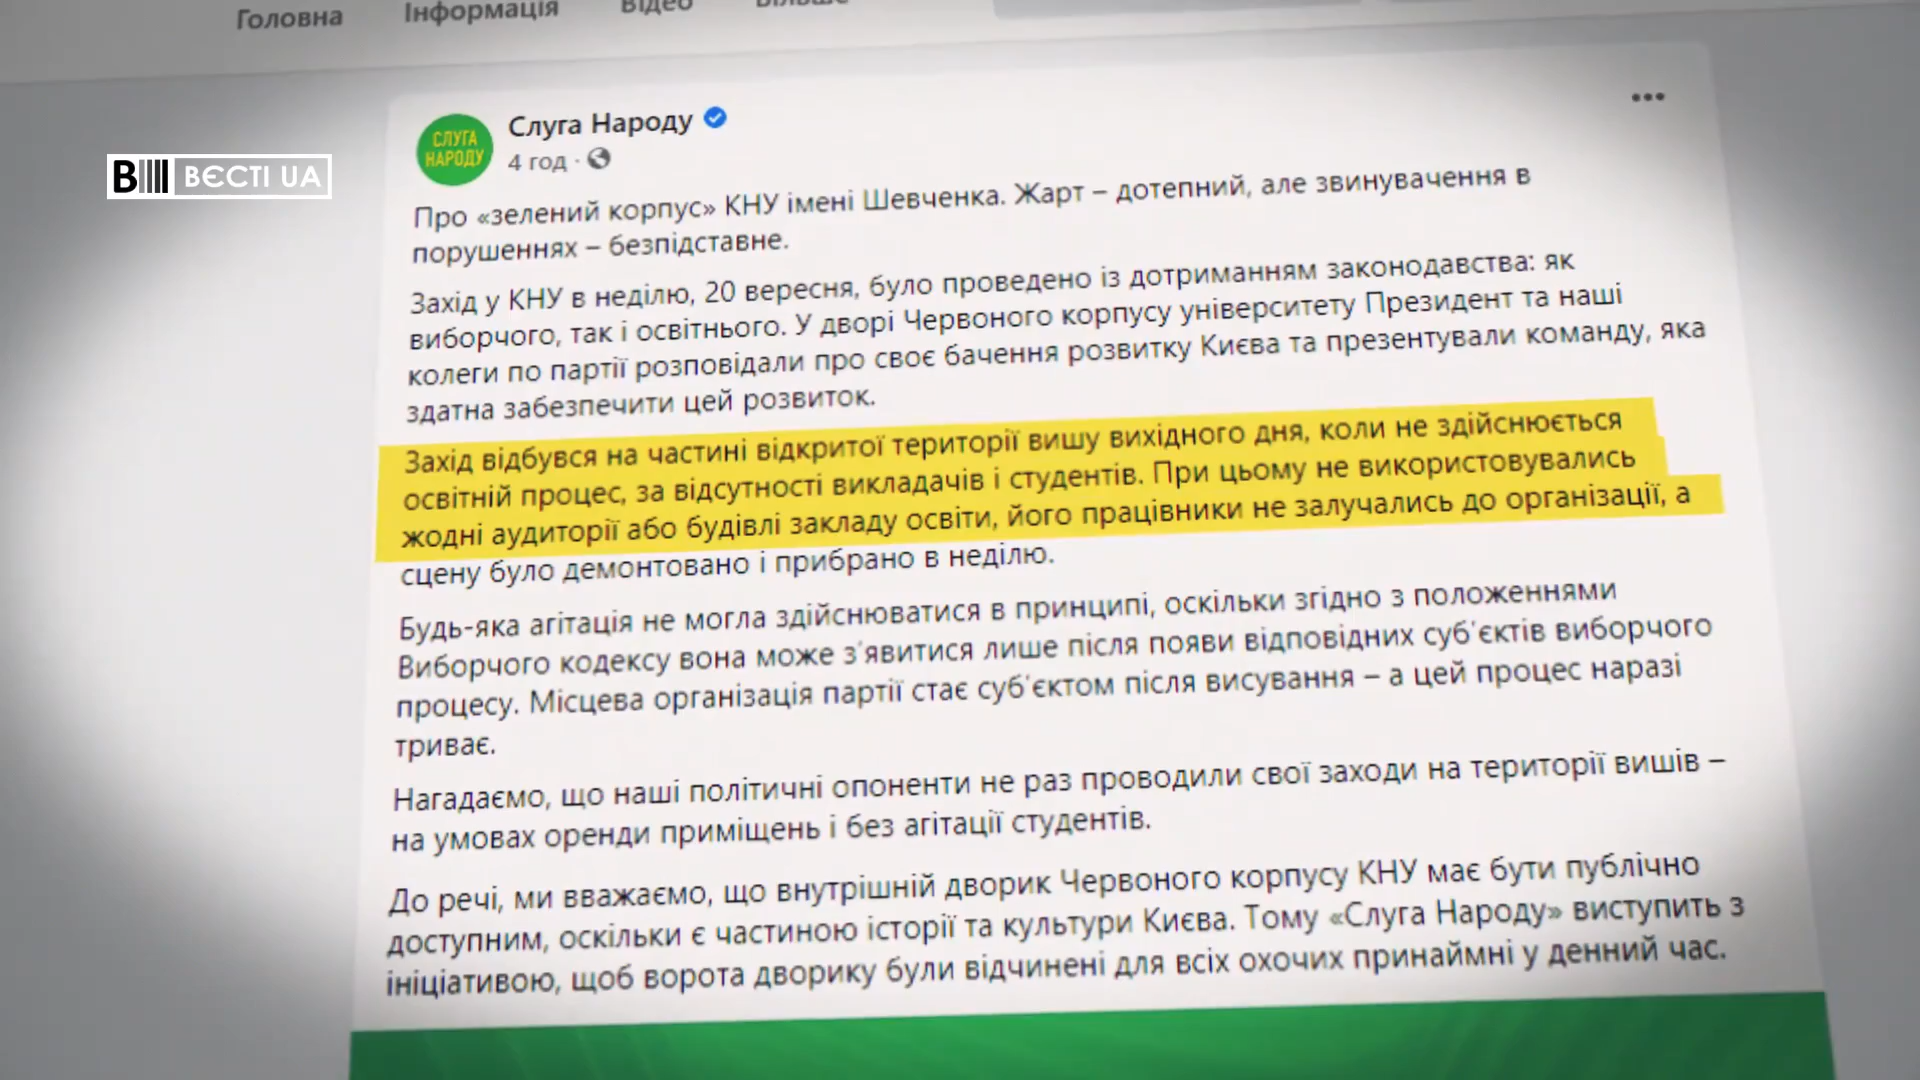 Головна Інформація Відео Більше
Слуга Народу
СЛУГА
НАРОДУ
4 год ·
В ВЄСТІ UA
Про «зелений корпус» КНУ імені Шевченка. Жарт – дотепний, але звинувачення в
порушеннях – безпідставне.
Захід у КНУ в неділю, 20 вересня, було проведено із дотриманням законодавства: як
виборчого, так і освітнього. У дворі Червоного корпусу університету Президент та наші
колеги по партії розповідали про своє бачення розвитку Києва та презентували команду, яка
здатна забезпечити цей розвиток.
Захід відбувся на частині відкритої території вишу вихідного дня, коли не здійснюється
освітній процес, за відсутності викладачів і студентів. При цьому не використовувались
жодні аудиторії або будівлі закладу освіти, його працівники не залучались до організації, а
сцену було демонтовано і прибрано в неділю.
Будь-яка агітація не могла здійснюватися в принципі, оскільки згідно з положеннями
Виборчого кодексу вона може з’явитися лише після появи відповідних суб’єктів виборчого
процесу. Місцева організація партії стає суб’єктом після висування – а цей процес наразі
триває.
Нагадаємо, що наші політичні опоненти не раз проводили свої заходи на території вишів –
на умовах оренди приміщень і без агітації студентів.
До речі, ми вважаємо, що внутрішній дворик Червоного корпусу КНУ має бути публічно
доступним, оскільки є частиною історії та культури Києва. Тому «Слуга Народу» виступить з
ініціативою, щоб ворота дворику були відчинені для всіх охочих принаймні у денний час.